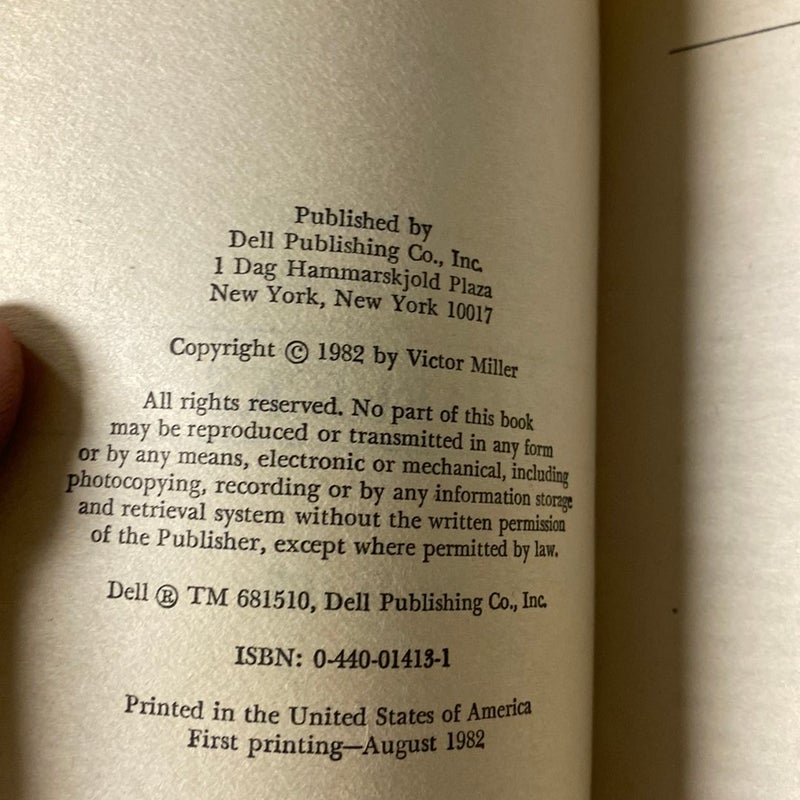 Published by
Dell Publishing Co., Inc.
1 Dag Hammarskjold Plaza
New York, New York 10017
Copyright © 1982 by Victor Miller
All rights reserved. No part of this book
may be reproduced or transmitted in any form
or by any means, electronic or mechanical, including
photocopying, recording or by any information storage
and retrieval system without the written permission
of the Publisher, except where permitted by law.
Dell ® TM 681510, Dell Publishing Co., Inc.
ISBN: 0-440-01413-1
Printed in the United States of America
First printing—August 1982